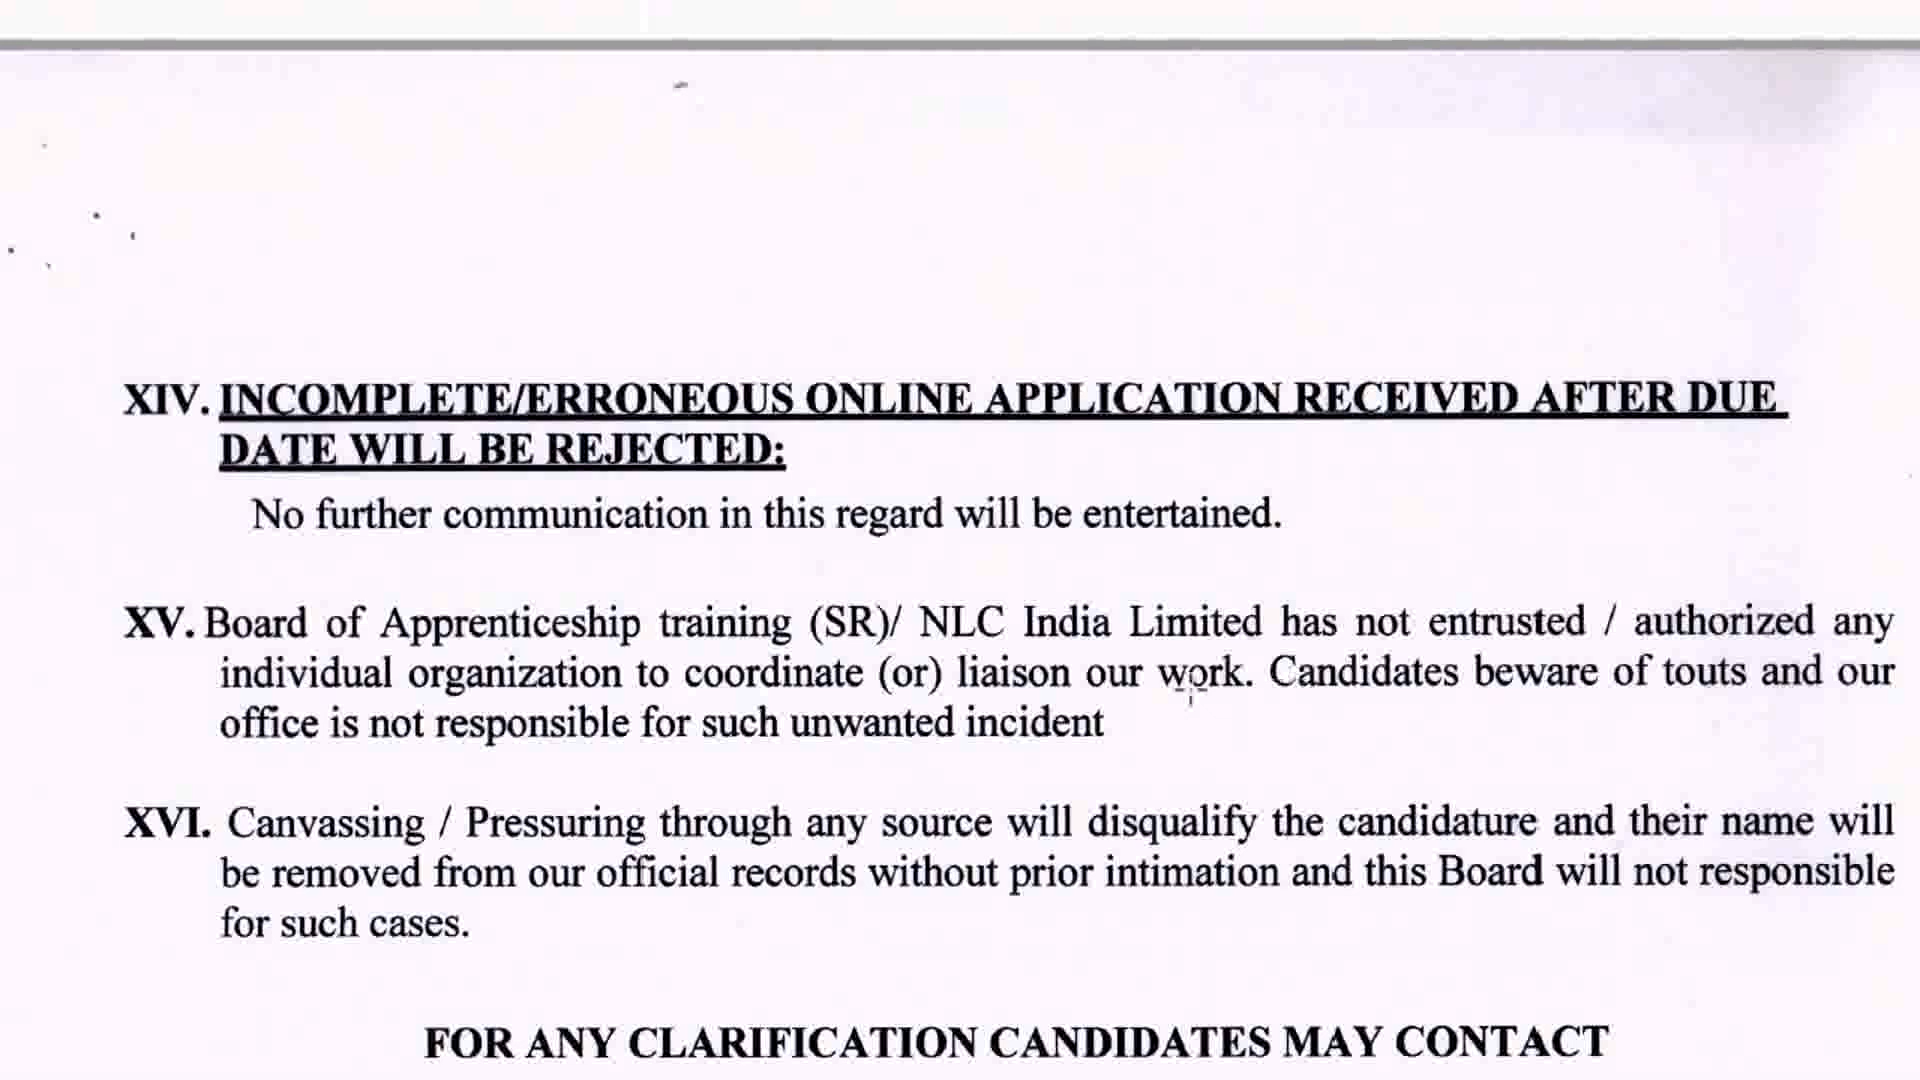 XIV. INCOMPLETE/ERRONEOUS ONLINE APPLICATION RECEIVED AFTER DUE
DATE WILL BE REJECTED:
No further communication in this regard will be entertained.
XV. Board of Apprenticeship training (SR)/ NLC India Limited has not entrusted / authorized any
individual organization to coordinate (or) liaison our work. Candidates beware of touts and our
office is not responsible for such unwanted incident
XVI. Canvassing / Pressuring through any source will disqualify the candidature and their name will
be removed from our official records without prior intimation and this Board will not responsible
for such cases.
FOR ANY CLARIFICATION CANDIDATES MAY CONTACT